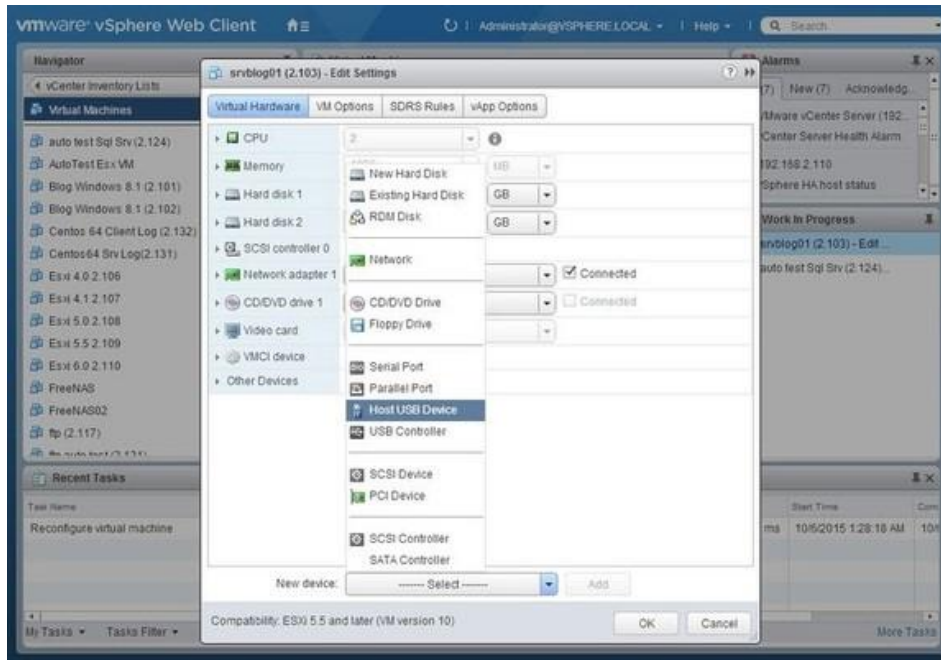 vmware vSphere Web Client
Administrator@VSPHERE.LOCAL
Help
Search
Navigator
vCenter Inventory Lists
Virtual Machines
auto test Sql Srv (2.124)
AutoTest Esx VM
Blog Windows 8.1 (2.101)
Blog Windows 8.1 (2.102)
Centos 64 Client Log (2.132)
Centos64 Srv Log(2.131)
Esxi 4.0 2.106
Esxi 4.1 2.107
Esxi 5.0 2.108
Esxi 5.5 2.109
Esxi 6.0 2.110
FreeNAS
FreeNAS02
ftp (2.117)
srvblog01 (2.103) - Edit Settings
Virtual Hardware
VM Options
SDRS Rules
vApp Options
CPU
2
Memory
MB
Hard disk 1
GB
Hard disk 2
GB
SCSI controller 0
Network adapter 1
Connected
CD/DVD drive 1
Connected
Video card
VMCI device
Other Devices
New Hard Disk
Existing Hard Disk
RDM Disk
Network
CD/DVD Drive
Floppy Drive
Serial Port
Parallel Port
Host USB Device
USB Controller
SCSI Device
PCI Device
SCSI Controller
SATA Controller
New device:
------- Select -------
Add
Compatibility: ESXi 5.5 and later (VM version 10)
OK
Cancel
Alarms
(7)
New (7)
Acknowledg...
VMware vCenter Server (192...
vCenter Server Health Alarm
192.168.2.110
vSphere HA host status
Work In Progress
srvblog01 (2.103) - Edit ...
auto test Sql Srv (2.124)...
Recent Tasks
Task Name
Start Time
Com
Reconfigure virtual machine
ms
10/6/2015 1:28:18 AM
10/6
My Tasks
Tasks Filter
More Tasks